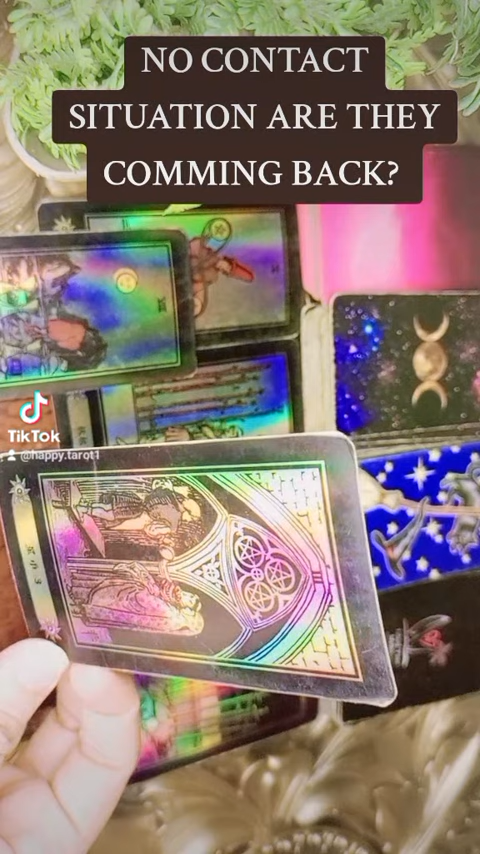 NO CONTACT
SITUATION ARE THEY
COMMING BACK?
TikTok
@happy.tarot1